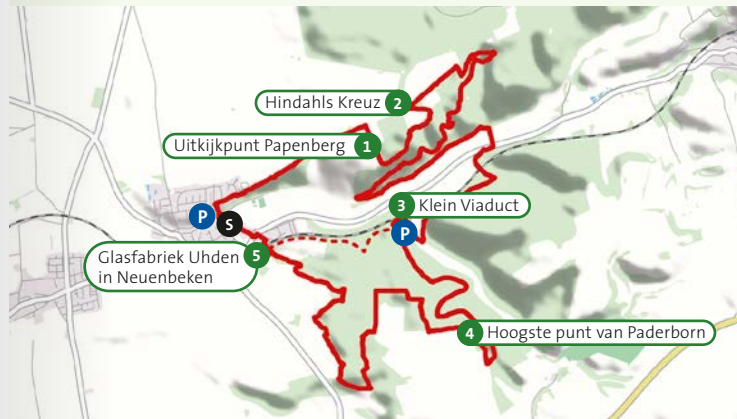 Hindahls Kreuz 2
Uitkijkpunt Papenberg 1
3 Klein Viaduct
P
S
P
Glasfabriek Uhden
in Neuenbeken
5
4 Hoogste punt van Paderborn